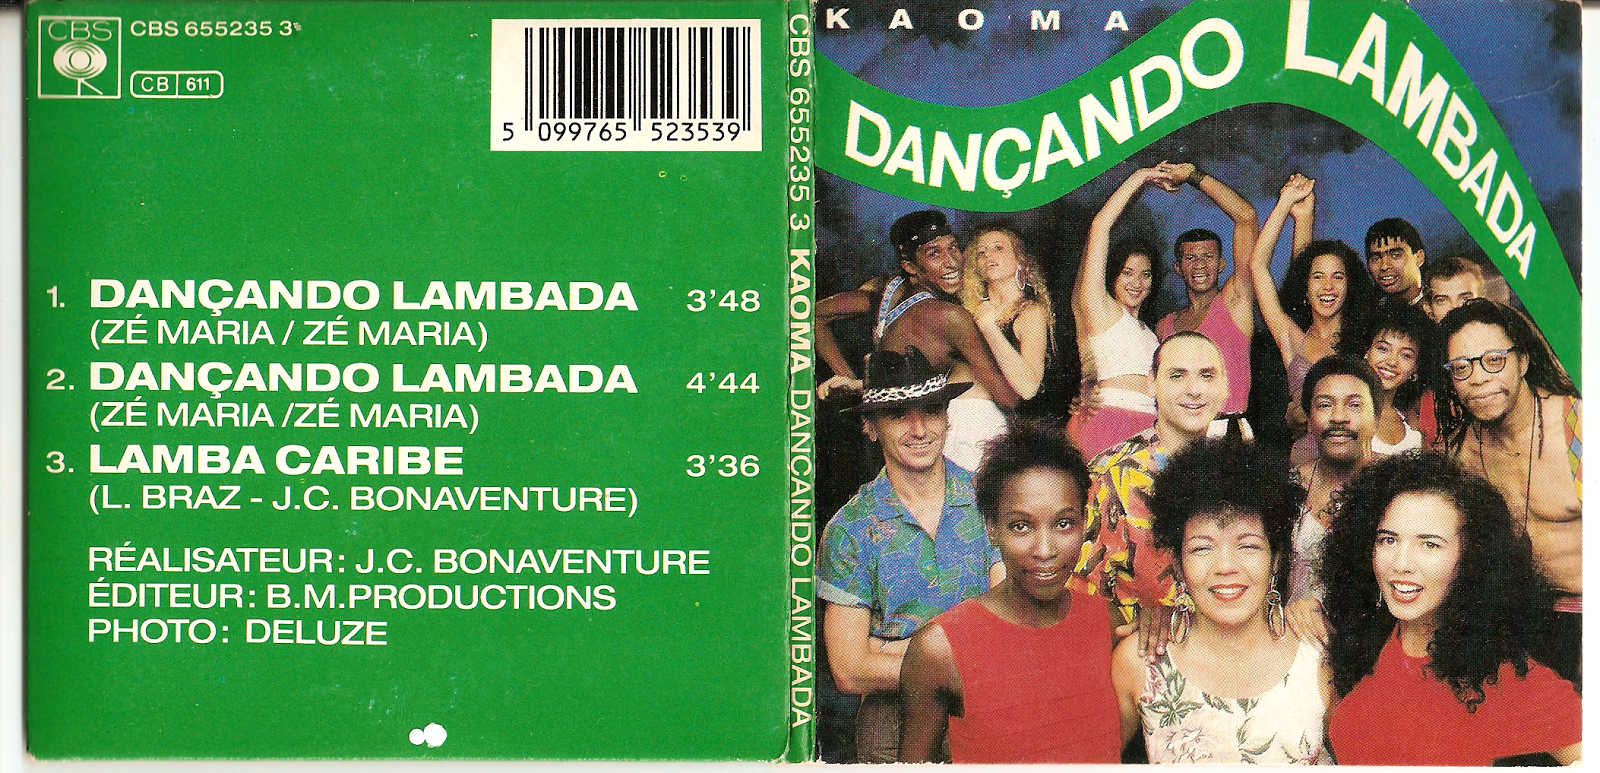 CBS
CBS 655235 3
CB 611
5 099765 523539
1. DANÇANDO LAMBADA 3'48
(ZÉ MARIA / ZÉ MARIA)
2. DANÇANDO LAMBADA 4'44
(ZÉ MARIA /ZÉ MARIA)
3. LAMBA CARIBE 3'36
(L. BRAZ - J.C. BONAVENTURE)
RÉALISATEUR: J.C. BONAVENTURE
ÉDITEUR: B.M.PRODUCTIONS
PHOTO: DELUZE
CBS 655235 3 KAOMA DANÇANDO LAMBADA
KAOMA
DANÇANDO LAMBADA